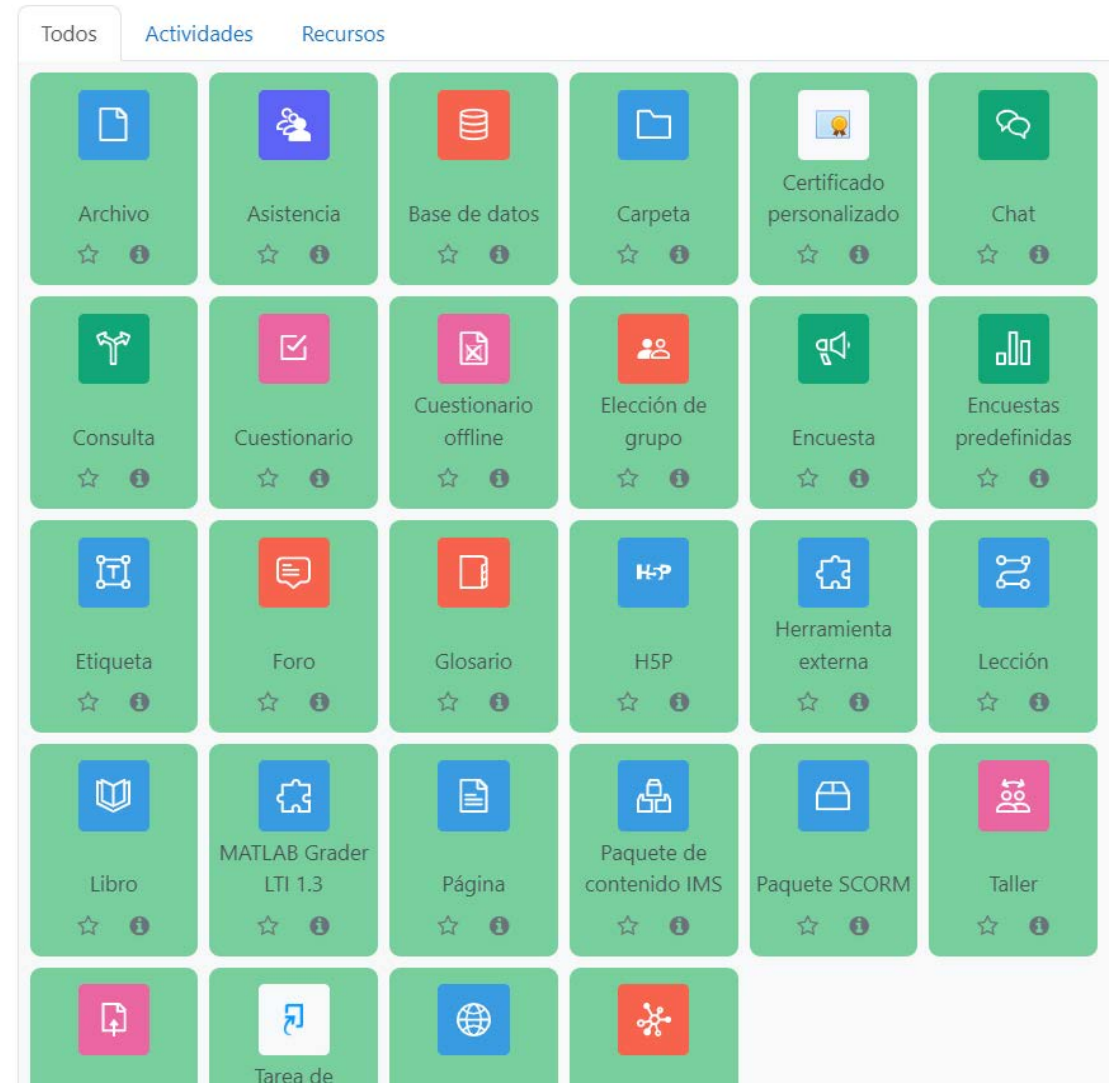 Todos Actividades Recursos
Archivo Asistencia Base de datos Carpeta Certificado personalizado Chat
Consulta Cuestionario Cuestionario offline Elección de grupo Encuesta Encuestas predefinidas
Etiqueta Foro Glosario H5P H5P Herramienta externa Lección
Libro MATLAB Grader LTI 1.3 Página Paquete de contenido IMS Paquete SCORM Taller
Tarea de